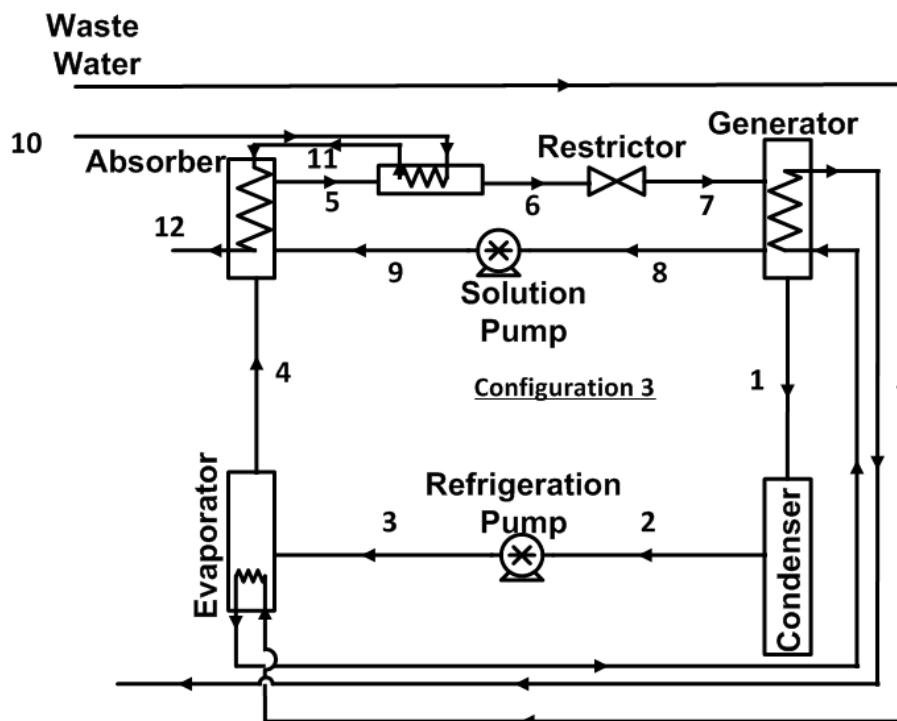 Waste
Water
10
Absorber
11
Restrictor
Generator
5
6
7
12
9
8
Solution
Pump
4
Configuration 3
1
Evaporator
3
Refrigeration
Pump
2
Condenser